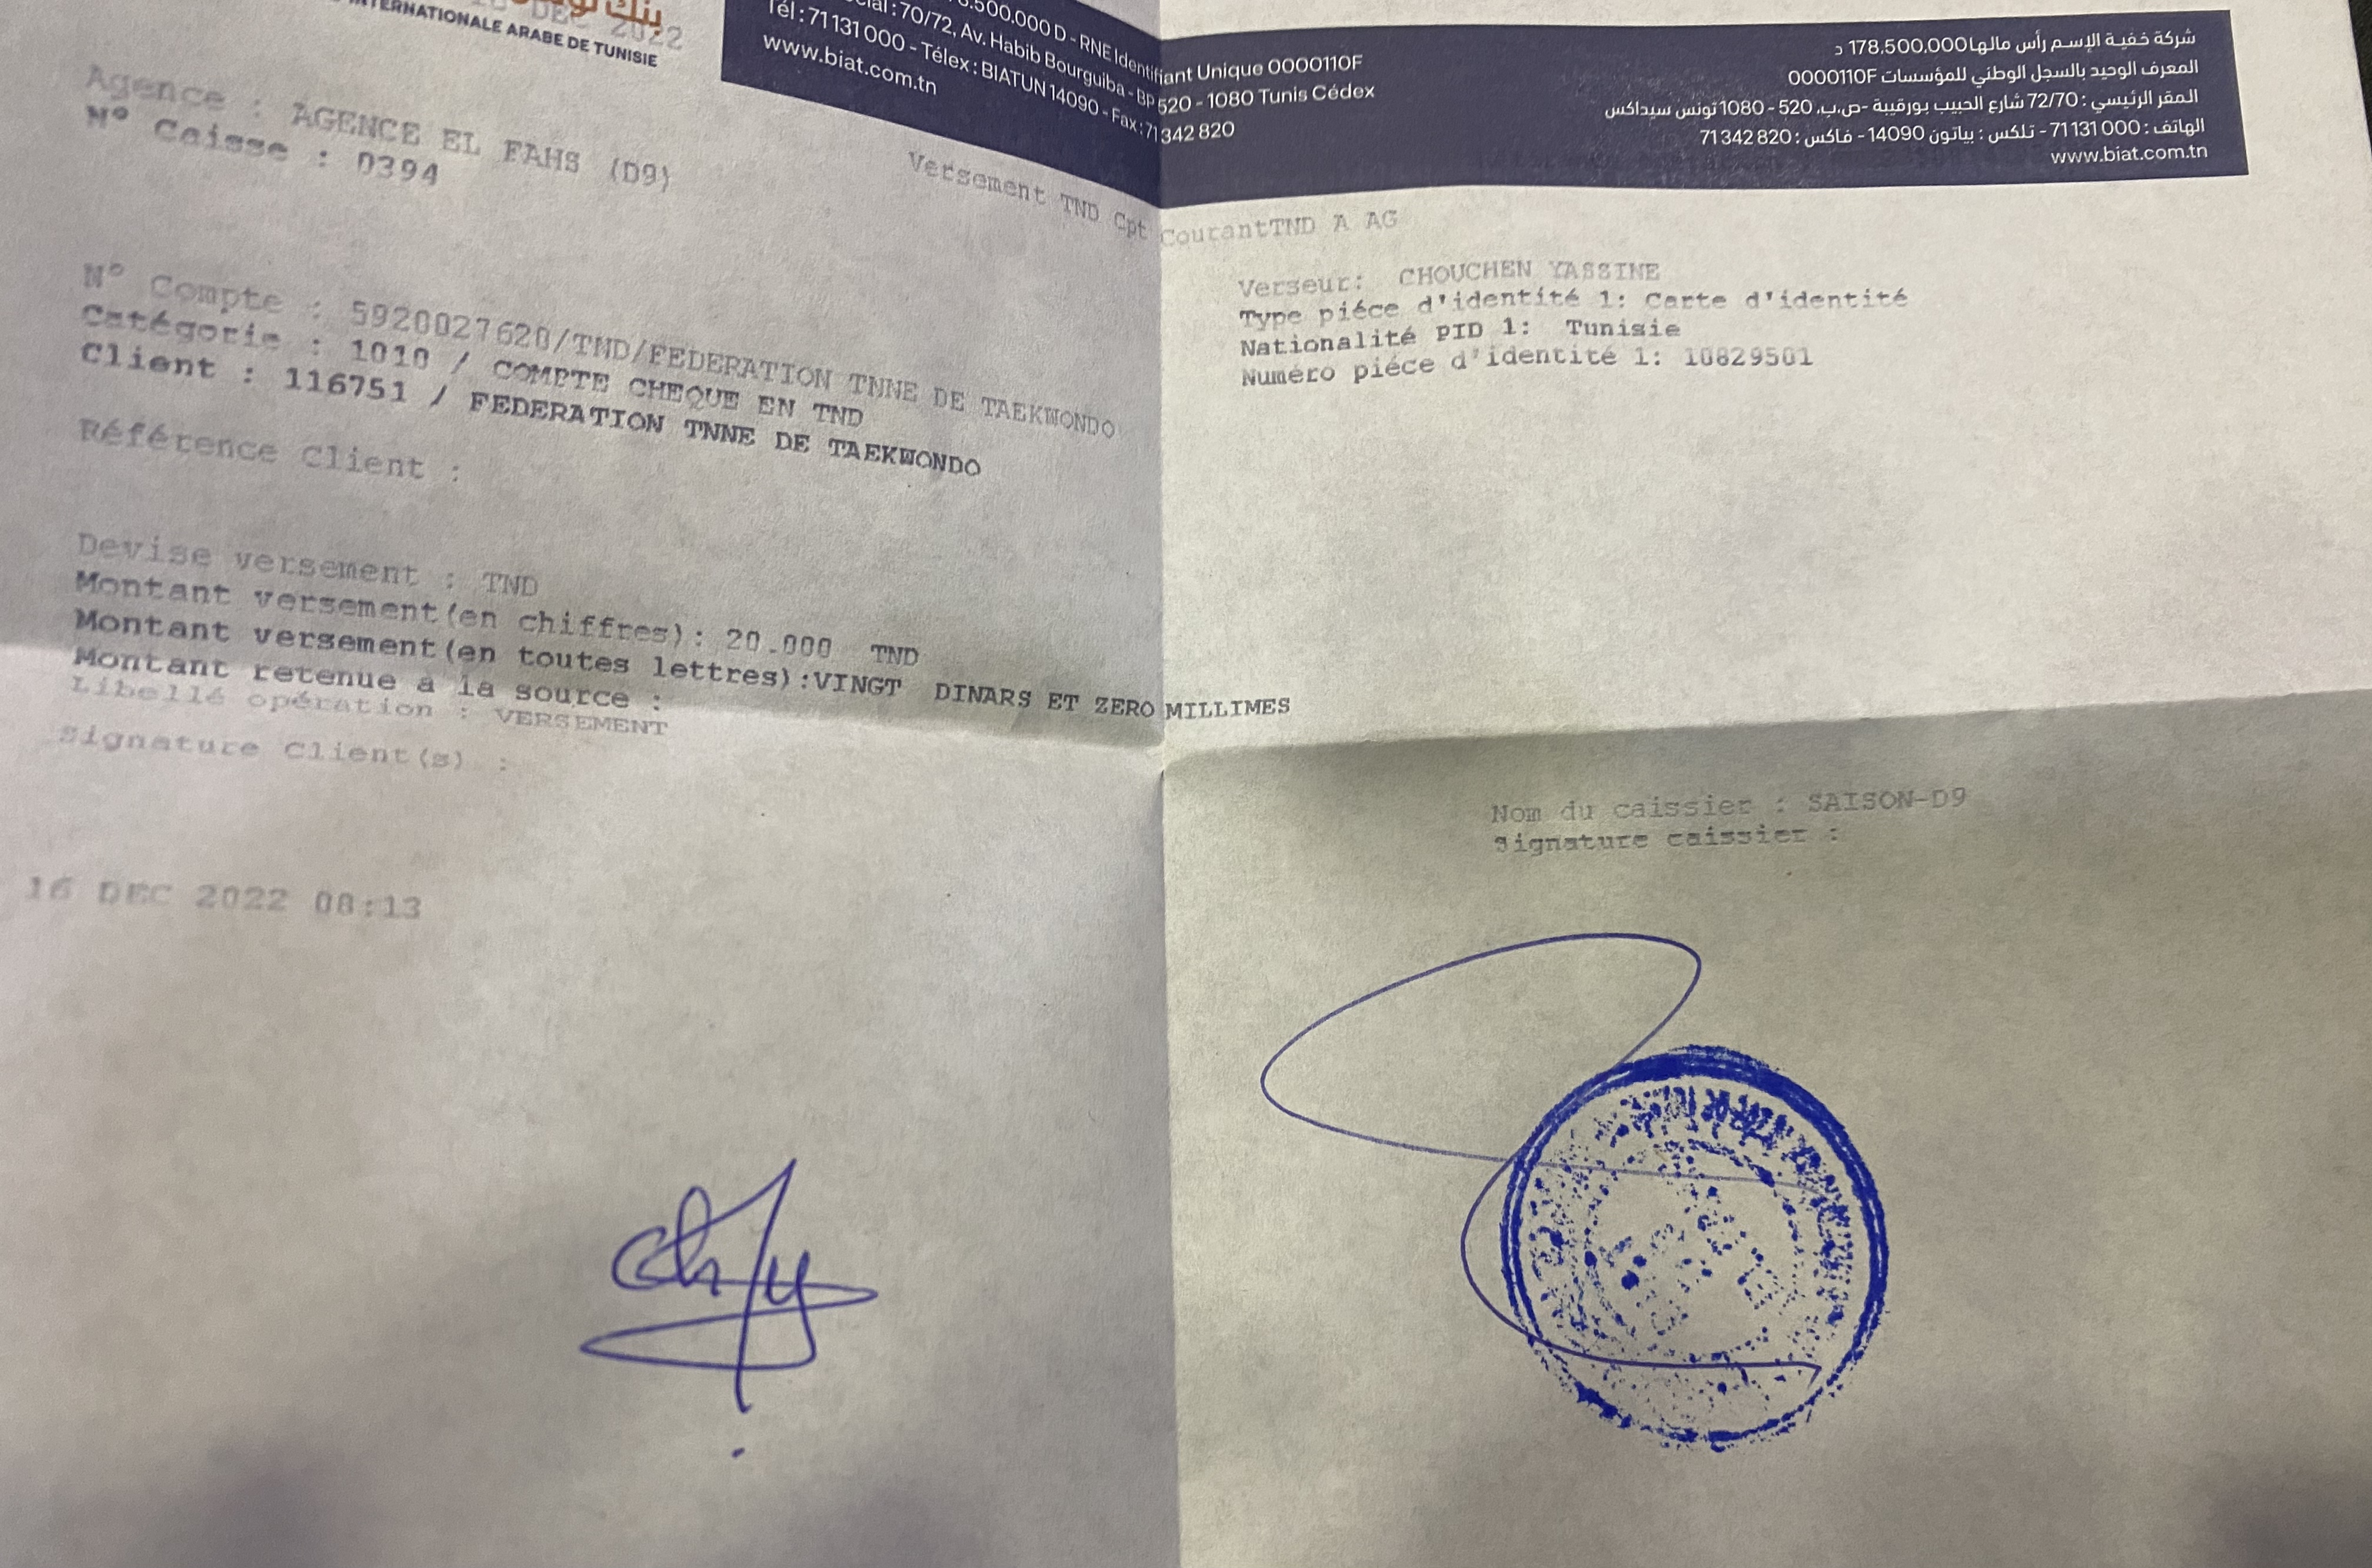 بنك تونس
DEC 2022
INTERNATIONALE ARABE DE TUNISIE
.500.000 D - RNE Identifiant Unique 0000110F
ial : 70/72, Av. Habib Bourguiba - BP 520 - 1080 Tunis Cédex
Tél : 71 131 000 - Télex : BIATUN 14090 - Fax : 71 342 820
www.biat.com.tn
شركة خفية الإسم رأس مالها 178.500.000 د
المعرف الوحيد بالسجل الوطني للمؤسسات 0000110F
المقر الرئيسي : 72/70 شارع الحبيب بورقيبة -ص.ب. 520 - 1080 تونس سيداكس
الهاتف : 71131 000 - تلكس : بياتون 14090 - فاكس : 71 342 820
www.biat.com.tn
Agence : AGENCE EL FAHS (D9)
N° Caisse : 0394
Versement TND Cpt CourantTND A AG
N° Compte : 5920027620/TND/FEDERATION TNNE DE TAEKWONDO
Catégorie : 1010 / COMPTE CHEQUE EN TND
Client : 116751 / FEDERATION TNNE DE TAEKWONDO
Référence Client :
Verseur: CHOUCHEN YASSINE
Type piéce d'identité 1: Carte d'identité
Nationalité PID 1: Tunisie
Numéro piéce d'identité 1: 10829501
Devise versement : TND
Montant versement(en chiffres): 20.000 TND
Montant versement(en toutes lettres):VINGT DINARS ET ZERO MILLIMES
Montant retenue à la source :
Libellé opération : VERSEMENT
Signature Client(s) :
Nom du caissier : SAISON-D9
Signature caissier :
16 DEC 2022 08:13